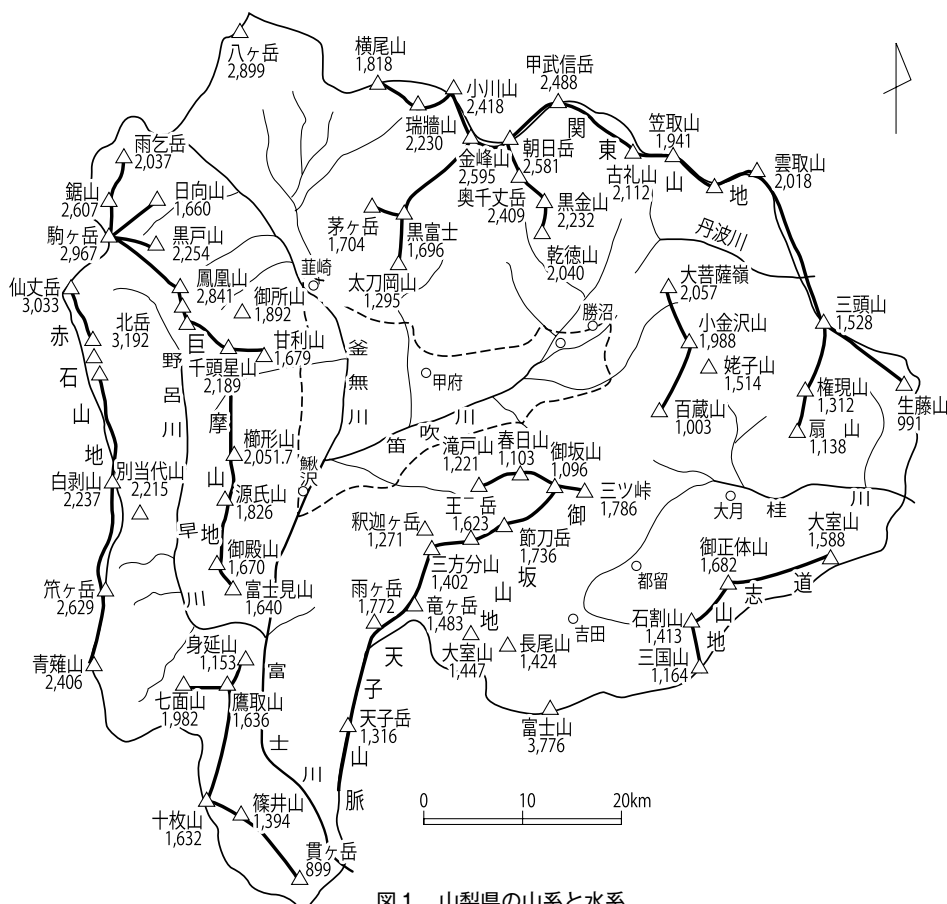 八ヶ岳
2,899
横尾山
1,818
小川山
2,418
瑞牆山
2,230
甲武信岳
2,488
金峰山
2,595
朝日岳
2,581
奥千丈岳
2,409
黒金山
2,232
乾徳山
2,040
関東山地
古礼山
2,112
笠取山
1,941
雲取山
2,018
雨乞岳
2,037
鋸山
2,607
日向山
1,660
駒ヶ岳
2,967
黒戸山
2,254
茅ヶ岳
1,704
黒富士
1,696
太刀岡山
1,295
丹波川
仙丈岳
3,033
鳳凰山
2,841
御所山
1,892
韮崎
北岳
3,192
甘利山
1,679
千頭星山
2,189
大菩薩嶺
2,057
小金沢山
1,988
姥子山
1,514
百蔵山
1,003
三頭山
1,528
権現山
1,312
扇山
1,138
生藤山
991
勝沼
甲府
釜無川
笛吹川
野呂川
赤石山地
巨摩山地
櫛形山
2,051.7
鰍沢
源氏山
1,826
白剥山
2,237
別当代山
2,215
早川
御殿山
1,670
富士見山
1,640
滝戸山
1,221
春日山
1,103
御坂山
1,096
三ツ峠
1,786
釈迦ヶ岳
1,271
王岳
1,623
節刀岳
1,736
三方分山
1,402
御坂山地
大月
桂川
大室山
1,588
御正体山
1,682
都留
道志山地
石割山
1,413
三国山
1,164
吉田
笊ヶ岳
2,629
青薙山
2,406
雨ヶ岳
1,772
竜ヶ岳
1,483
大室山
1,447
長尾山
1,424
富士山
3,776
身延山
1,153
七面山
1,982
鷹取山
1,636
富士川
天子山脈
天子岳
1,316
十枚山
1,632
篠井山
1,394
貫ヶ岳
899
0 10 20km
図1 山梨県の山系と水系